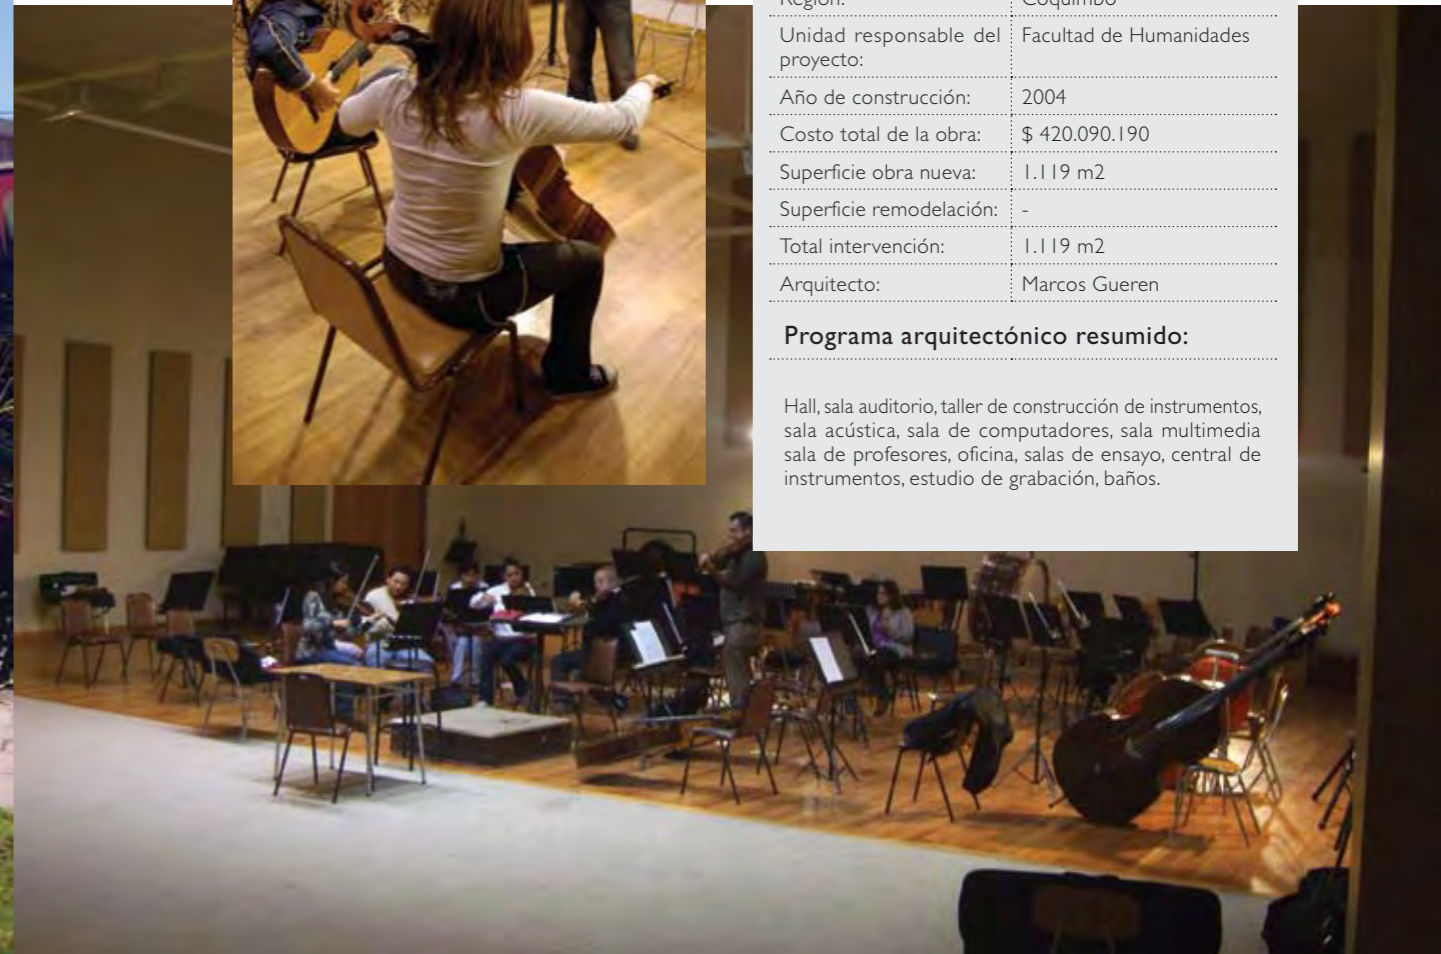 Región: Coquimbo
Unidad responsable del Facultad de Humanidades
proyecto:
Año de construcción: 2004
Costo total de la obra: $ 420.090.190
Superficie obra nueva: 1.119 m2
Superficie remodelación: -
Total intervención: 1.119 m2
Arquitecto: Marcos Gueren
Programa arquitectónico resumido:
Hall, sala auditorio, taller de construcción de instrumentos,
sala acústica, sala de computadores, sala multimedia
sala de profesores, oficina, salas de ensayo, central de
instrumentos, estudio de grabación, baños.